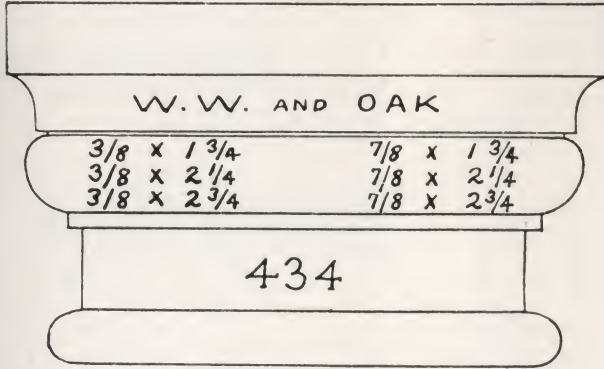 W.W. AND OAK
3/8 x 1 3/4 7/8 x 1 3/4
3/8 x 2 1/4 7/8 x 2 1/4
3/8 x 2 3/4 7/8 x 2 3/4
434